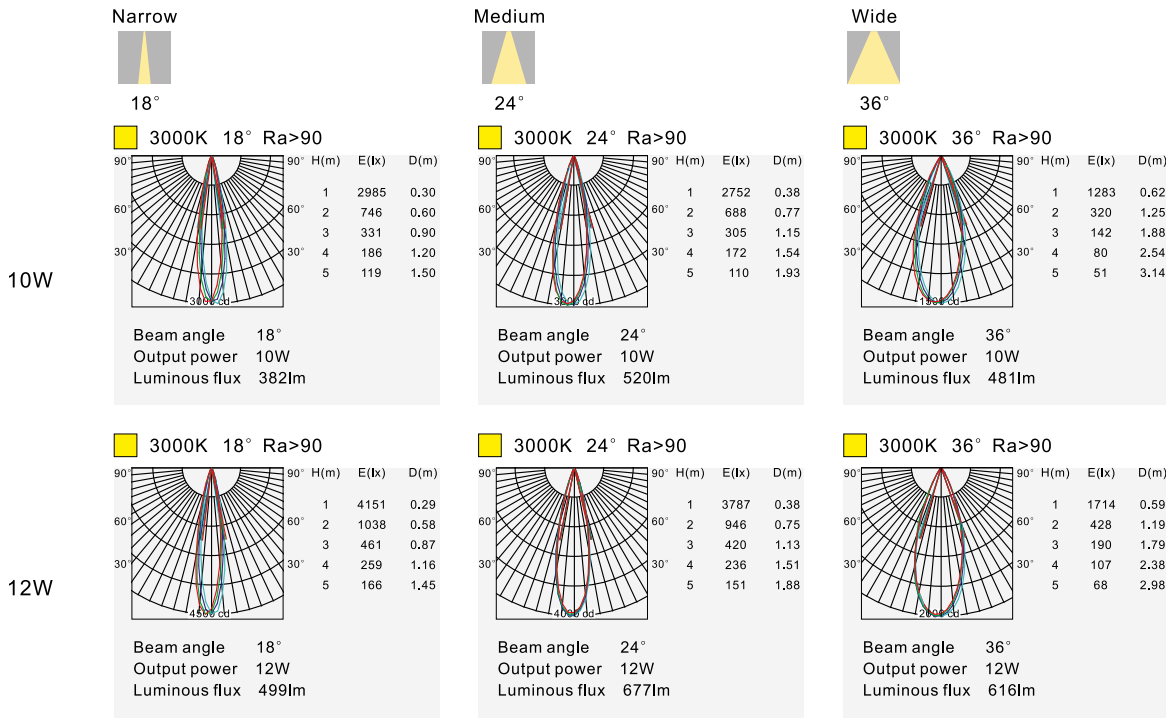 Narrow
18°
Medium
24°
Wide
36°
10W
3000K 18° Ra>90
90° 90° H(m) E(lx) D(m)
1 2985 0.30
60° 60° 2 746 0.60
3 331 0.90
30° 30° 4 186 1.20
5 119 1.50
3000 cd
Beam angle 18°
Output power 10W
Luminous flux 382lm
3000K 24° Ra>90
90° 90° H(m) E(lx) D(m)
1 2752 0.38
60° 60° 2 688 0.77
3 305 1.15
30° 30° 4 172 1.54
5 110 1.93
3000 cd
Beam angle 24°
Output power 10W
Luminous flux 520lm
3000K 36° Ra>90
90° 90° H(m) E(lx) D(m)
1 1283 0.62
60° 60° 2 320 1.25
3 142 1.88
30° 30° 4 80 2.54
5 51 3.14
1500 cd
Beam angle 36°
Output power 10W
Luminous flux 481lm
12W
3000K 18° Ra>90
90° 90° H(m) E(lx) D(m)
1 4151 0.29
60° 60° 2 1038 0.58
3 461 0.87
30° 30° 4 259 1.16
5 166 1.45
4500 cd
Beam angle 18°
Output power 12W
Luminous flux 499lm
3000K 24° Ra>90
90° 90° H(m) E(lx) D(m)
1 3787 0.38
60° 60° 2 946 0.75
3 420 1.13
30° 30° 4 236 1.51
5 151 1.88
4000 cd
Beam angle 24°
Output power 12W
Luminous flux 677lm
3000K 36° Ra>90
90° 90° H(m) E(lx) D(m)
1 1714 0.59
60° 60° 2 428 1.19
3 190 1.79
30° 30° 4 107 2.38
5 68 2,98
2000 cd
Beam angle 36°
Output power 12W
Luminous flux 616lm